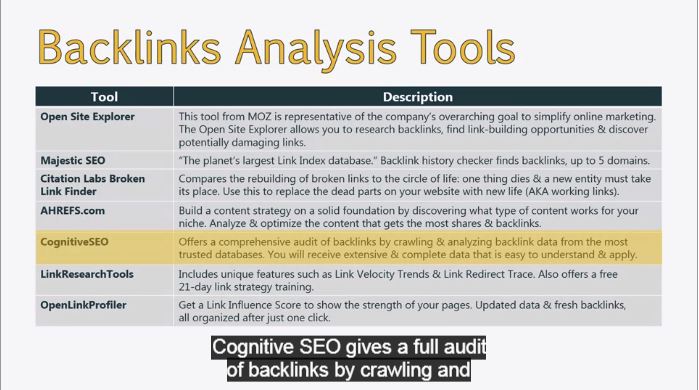 Backlinks Analysis Tools
Tool Description
Open Site Explorer This tool from MOZ is representative of the company's overarching goal to simplify online marketing.
The Open Site Explorer allows you to research backlinks, find link-building opportunities & discover
potentially damaging links.
Majestic SEO "The planet's largest Link Index database." Backlink history checker finds backlinks, up to 5 domains.
Citation Labs Broken Compares the rebuilding of broken links to the circle of life: one thing dies & a new entity must take
Link Finder its place. Use this to replace the dead parts on your website with new life (AKA working links).
AHREFS.com Build a content strategy on a solid foundation by discovering what type of content works for your
niche. Analyze & optimize the content that gets the most shares & backlinks.
CognitiveSEO Offers a comprehensive audit of backlinks by crawling & analyzing backlink data from the most
trusted databases. You will receive extensive & complete data that is easy to understand & apply.
LinkResearchTools Includes unique features such as Link Velocity Trends & Link Redirect Trace. Also offers a free
21-day link strategy training.
OpenLinkProfiler Get a Link Influence Score to show the strength of your pages. Updated data & fresh backlinks,
all organized after just one click.
Cognitive SEO gives a full audit
of backlinks by crawling and